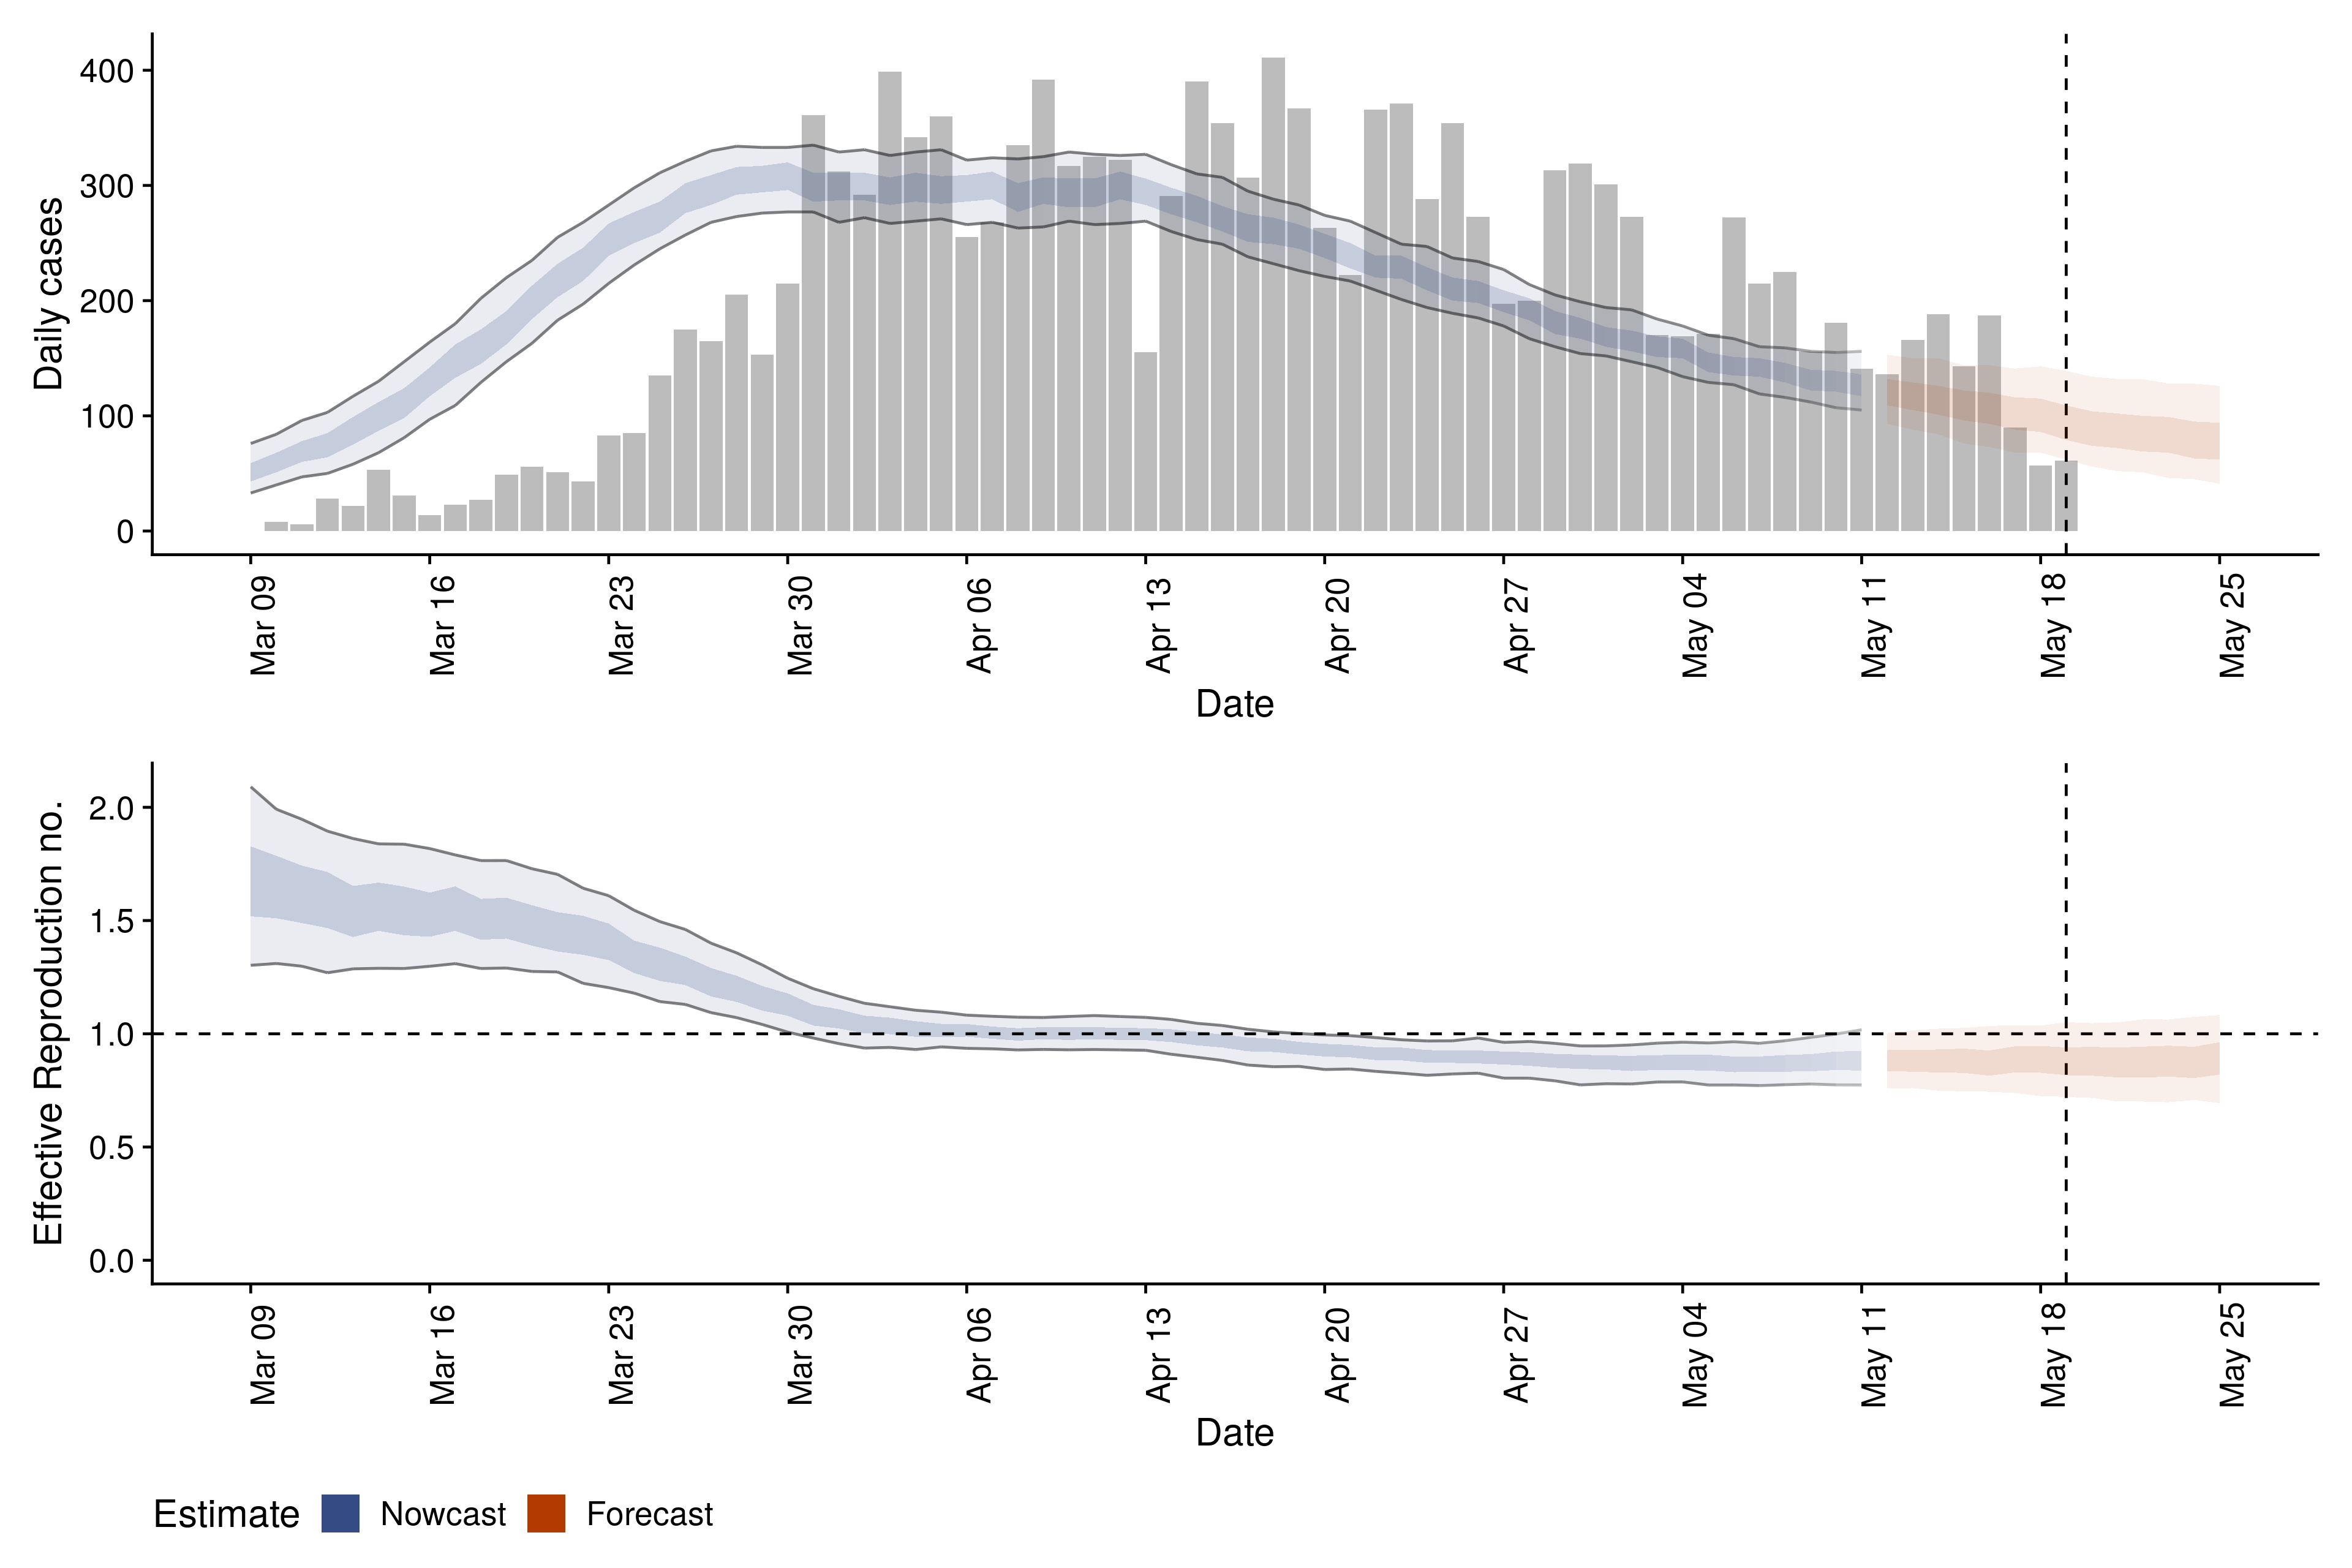 Daily cases
400
300
200
100
0
Mar 09
Mar 16
Mar 23
Mar 30
Apr 06
Apr 13
Apr 20
Apr 27
May 04
May 11
May 18
May 25
Date
Effective Reproduction no.
2.0
1.5
1.0
0.5
0.0
Mar 09
Mar 16
Mar 23
Mar 30
Apr 06
Apr 13
Apr 20
Apr 27
May 04
May 11
May 18
May 25
Date
Estimate Nowcast Forecast